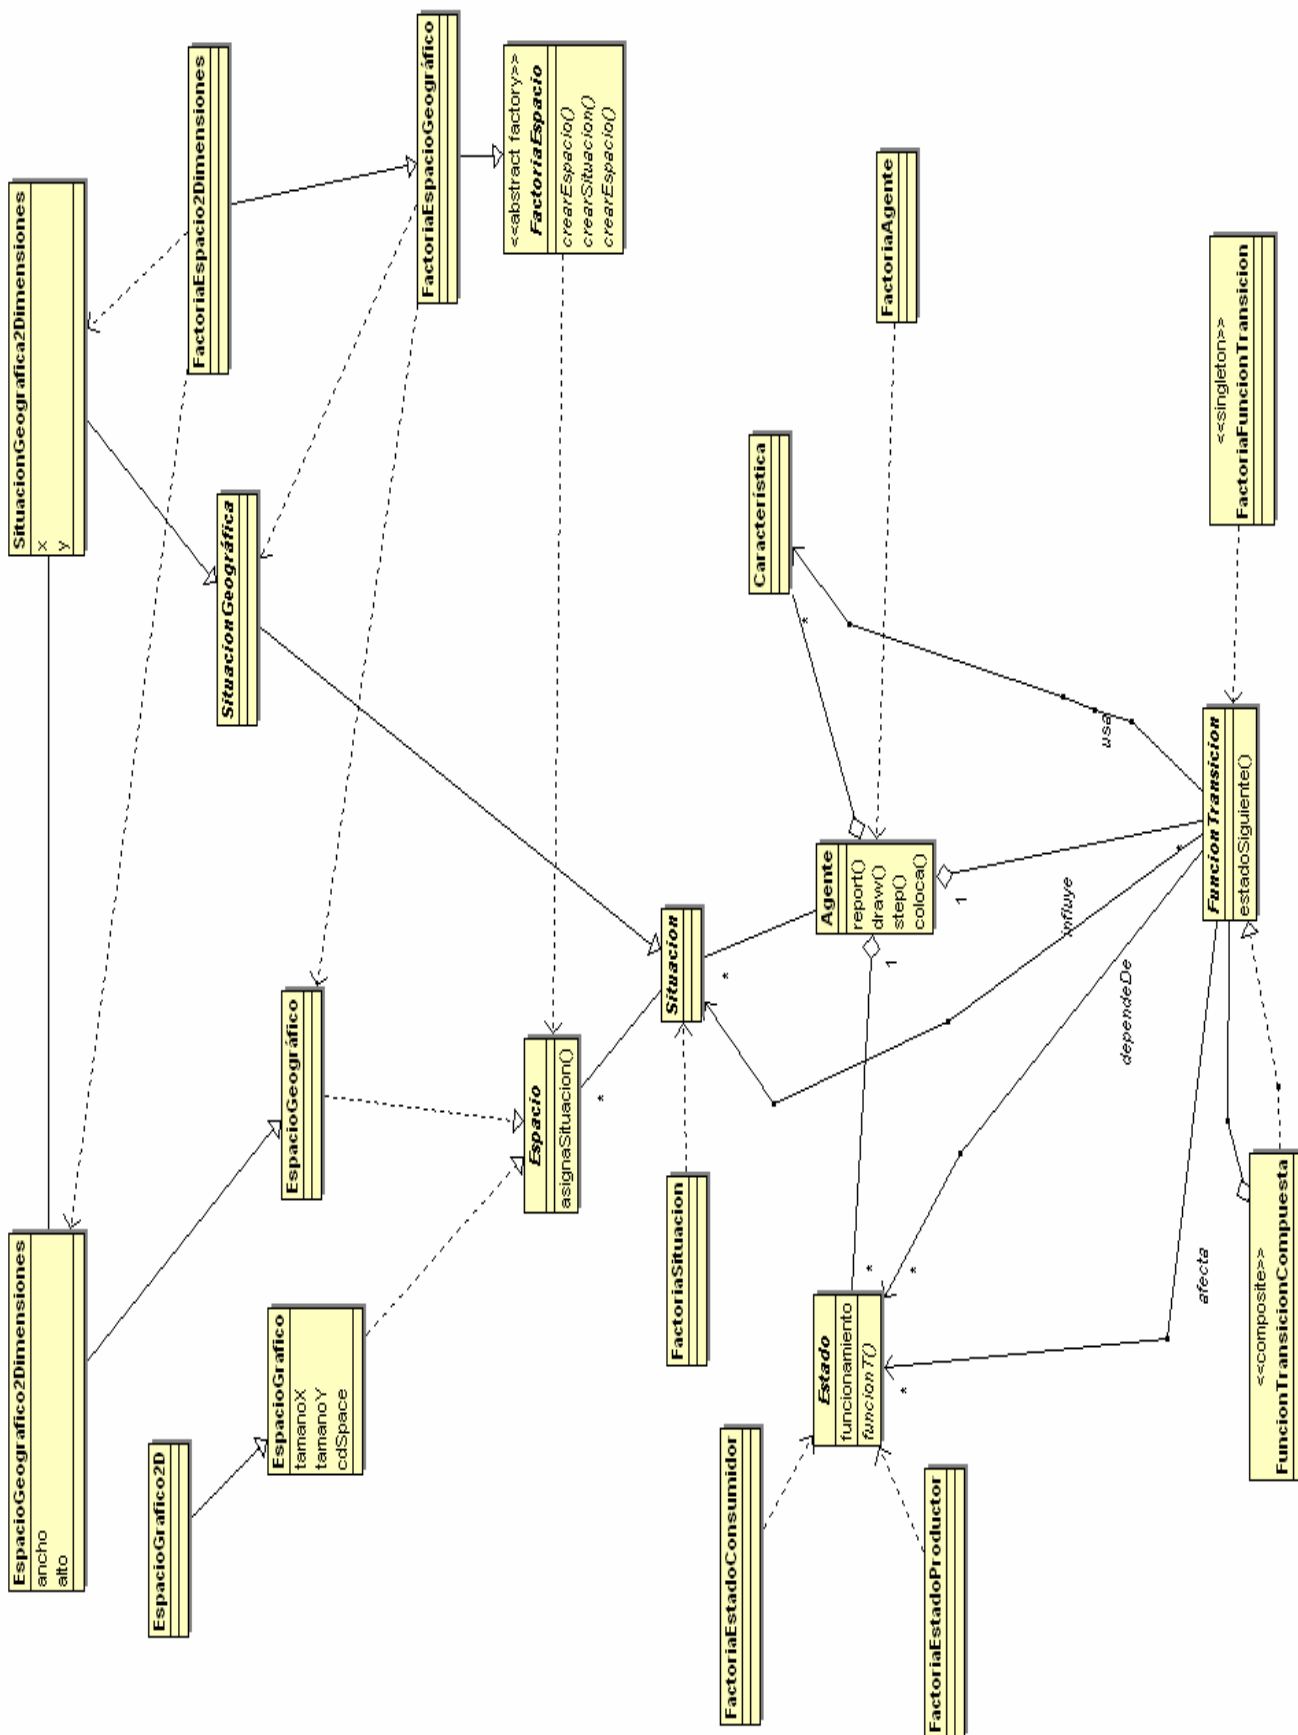 EspacioGeografico2Dimensiones
ancho
alto
SituacionGeografica2Dimensiones
x
y
EspacioGrafico2D
FactoriaEspacio2Dimensiones
SituacionGeográfica
EspacioGrafico
tamanoX
tamanoY
cdSpace
EspacioGeográfico
FactoriaEspacioGeográfico
<<abstract factory>>
FactoriaEspacio
crearEspacio()
crearSituacion()
crearEspacio()
Espacio
asignaSituacion()
*
FactoriaSituacion
Situacion
*
FactoriaEstadoConsumidor
Característica
*
Estado
funcionamiento
funcionT()
*
*
*
Agente
report()
draw()
step()
coloca()
1
1
FactoriaAgente
FactoriaEstadoProductor
influye
usa
dependeDe
*
afecta
FuncionTransicion
estadoSiguiente()
<<singleton>>
FactoriaFuncionTransicion
<<composite>>
FuncionTransicionCompuesta